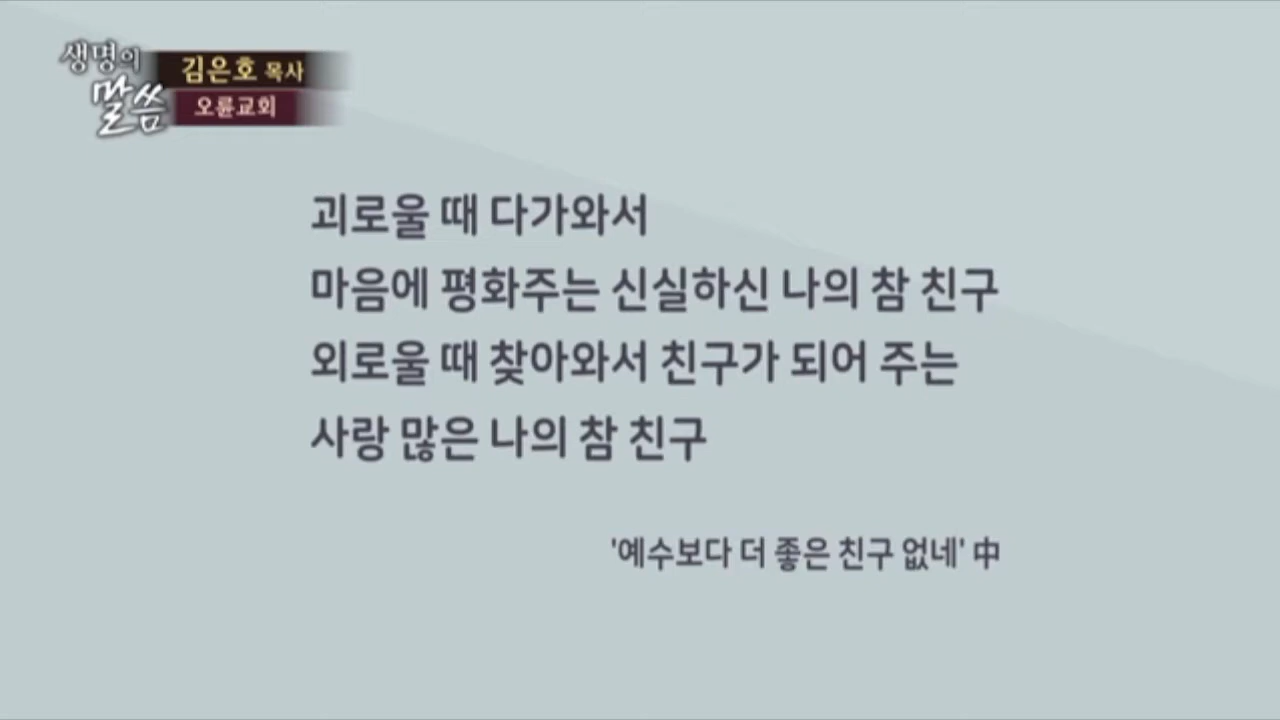 생명의
말씀
김은호 목사
오륜교회
괴로울 때 다가와서
마음에 평화주는 신실하신 나의 참 친구
외로울 때 찾아와서 친구가 되어 주는
사랑 많은 나의 참 친구
'예수보다 더 좋은 친구 없네' 中